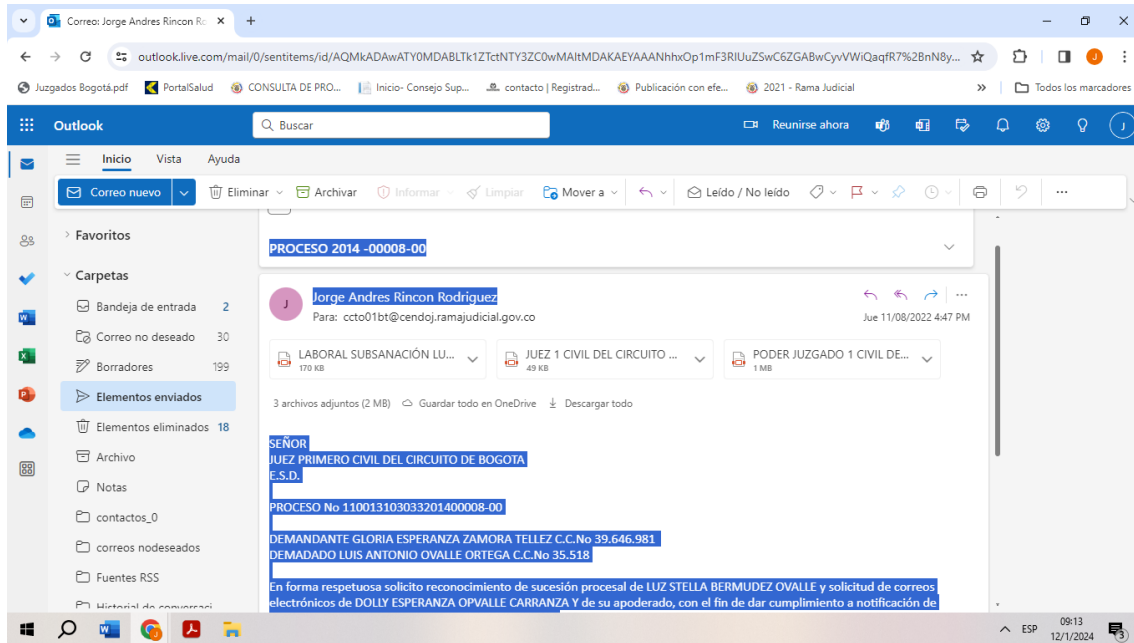 Correo: Jorge Andres Rincon Ro
outlook.live.com/mail/0/sentitems/id/AQMkADAwATY0MDABLTk1ZTctNTY3ZC0wMAItMDAKAEYAAANhhxOp1mF3RIUuZSwC6ZGABwCyvVWiQaqfR7%2BnN8y...
Juzgados Bogotá.pdf PortalSalud CONSULTA DE PRO... Inicio- Consejo Sup... contacto | Registrad... Publicación con efe... 2021 - Rama Judicial » Todos los marcadores
Outlook Buscar Reunirse ahora J
Inicio Vista Ayuda
Correo nuevo Eliminar Archivar Informar Limpiar Mover a Leído / No leído ...
Favoritos
PROCESO 2014 -00008-00
Carpetas
Bandeja de entrada 2
Correo no deseado 30
Borradores 199
Elementos enviados
Elementos eliminados 18
Archivo
Notas
contactos_0
correos nodeseados
Fuentes RSS
Historial de conversaci
J
Jorge Andres Rincon Rodriguez
Para: ccto01bt@cendoj.ramajudicial.gov.co
Jue 11/08/2022 4:47 PM
LABORAL SUBSANACIÓN LU...
170 KB
JUEZ 1 CIVIL DEL CIRCUITO ...
49 KB
PODER JUZGADO 1 CIVIL DE...
1 MB
3 archivos adjuntos (2 MB) Guardar todo en OneDrive Descargar todo
SEÑOR
JUEZ PRIMERO CIVIL DEL CIRCUITO DE BOGOTA
E.S.D.
PROCESO No 110013103033201400008-00
DEMANDANTE GLORIA ESPERANZA ZAMORA TELLEZ C.C.No 39.646.981
DEMADADO LUIS ANTONIO OVALLE ORTEGA C.C.No 35.518
En forma respetuosa solicito reconocimiento de sucesión procesal de LUZ STELLA BERMUDEZ OVALLE y solicitud de correos
electrónicos de DOLLY ESPERANZA OPVALLE CARRANZA Y de su apoderado, con el fin de dar cumplimiento a notificación de
ESP
09:13
12/1/2024
3